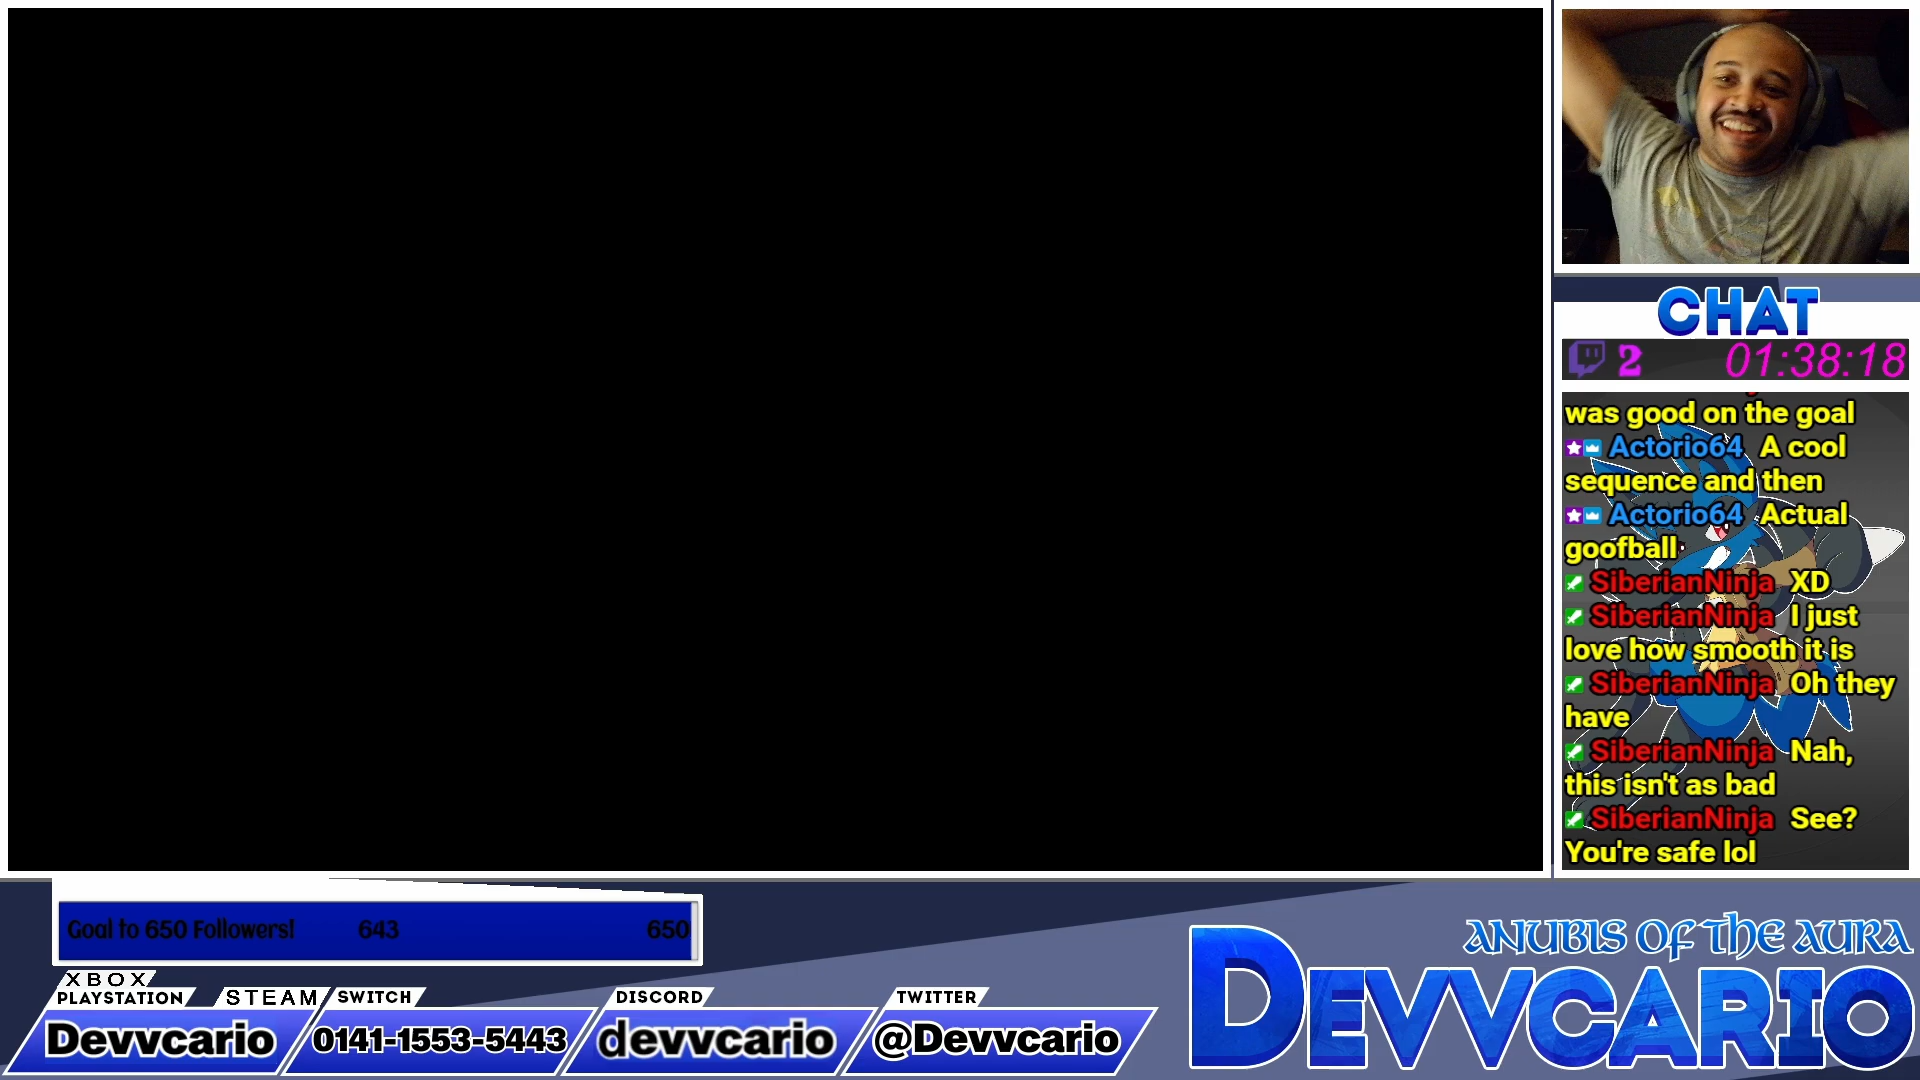 CHAT
2
01:38:18
was good on the goal
Actorio64 A cool
sequence and then
Actorio64 Actual
goofball
SiberianNinja XD
SiberianNinja I just
love how smooth it is
SiberianNinja Oh they
have
SiberianNinja Nah,
this isn't as bad
SiberianNinja See?
You're safe lol
Goal to 650 Followers! 643 650
XBOX
PLAYSTATION STEAM SWITCH DISCORD TWITTER
Devvcario 0141-1553-5443 devvcario @Devvcario
ANUBIS OF THE AURA
DEVVCARIO